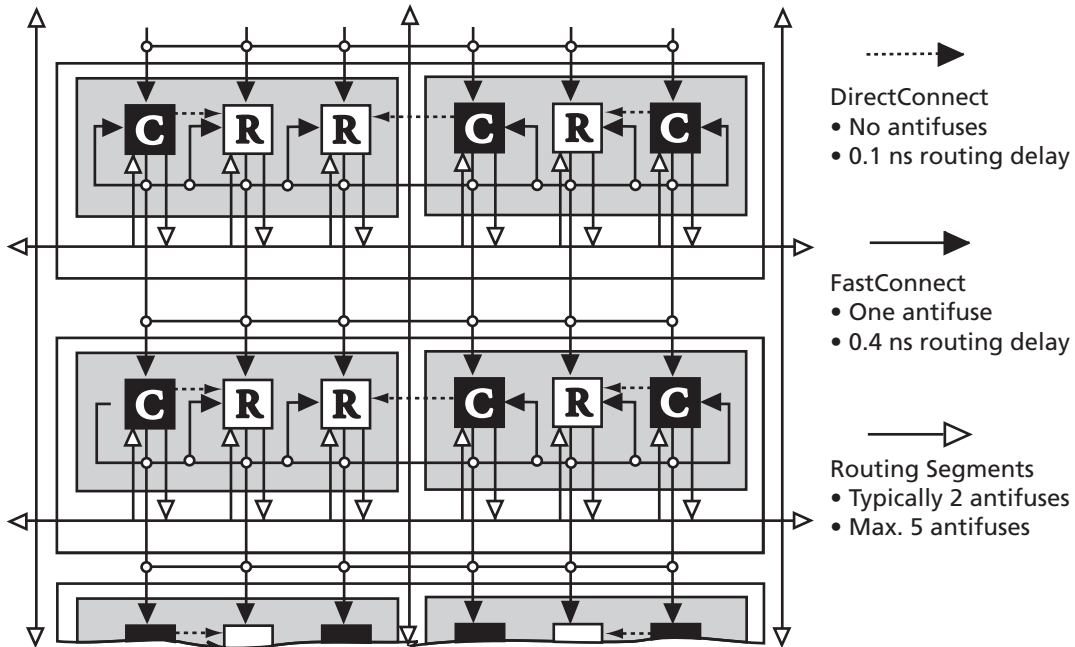 C R R C R C
C R R C R C
DirectConnect
• No antifuses
• 0.1 ns routing delay
FastConnect
• One antifuse
• 0.4 ns routing delay
Routing Segments
• Typically 2 antifuses
• Max. 5 antifuses